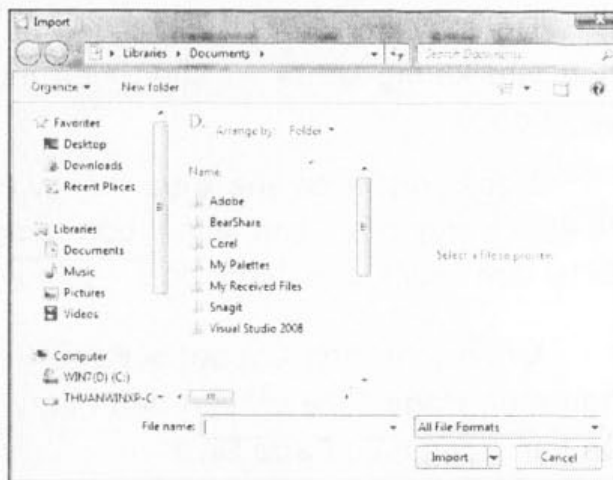 Import
Libraries ▸ Documents ▸
Search Documents
Organize ▾ New folder
Favorites
Desktop
Downloads
Recent Places
Libraries
Documents
Music
Pictures
Videos
Computer
WIN7(D) (C:)
THUANWINXP-C
D.
Arrange by: Folder ▾
Name
Adobe
BearShare
Corel
My Palettes
My Received Files
Snagit
Visual Studio 2008
Select a file to preview.
File name:
All File Formats
Import
Cancel